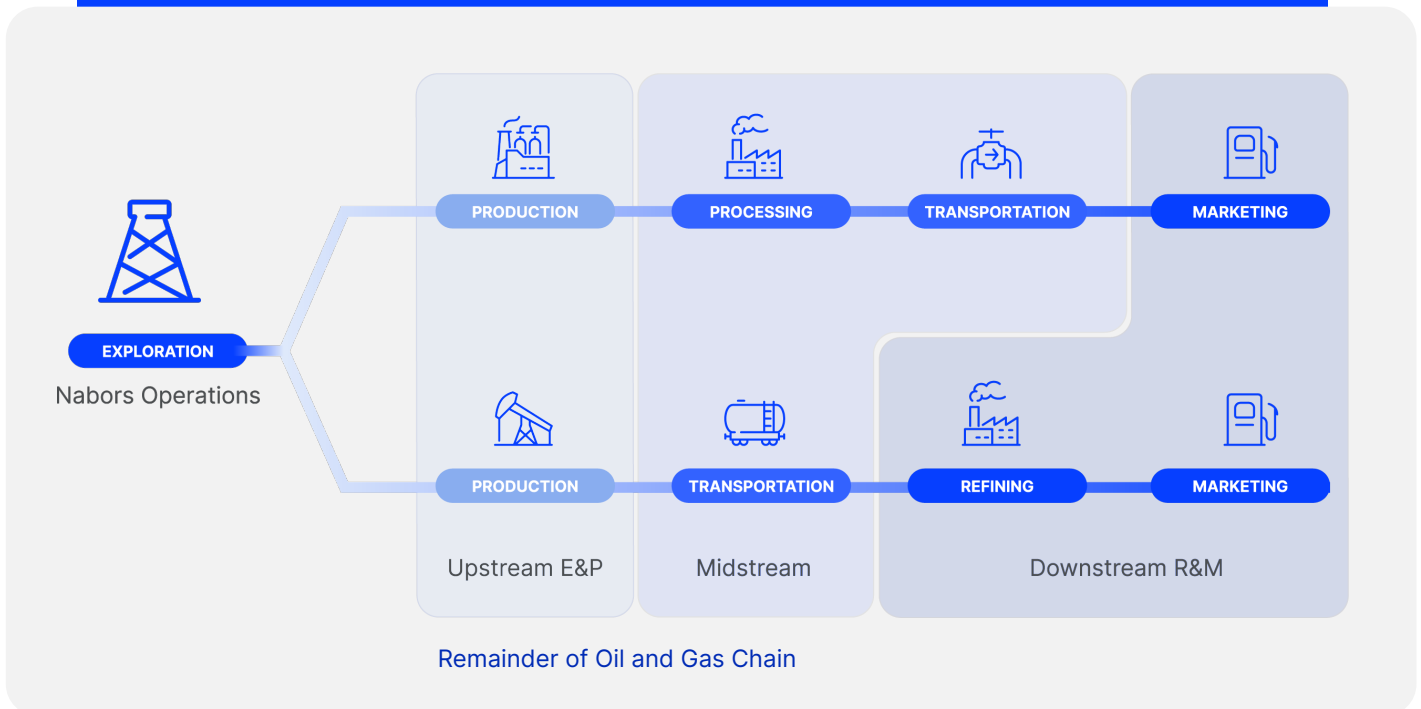 PRODUCTION
PROCESSING
TRANSPORTATION
MARKETING
EXPLORATION
Nabors Operations
PRODUCTION
TRANSPORTATION
REFINING
MARKETING
Upstream E&P
Midstream
Downstream R&M
Remainder of Oil and Gas Chain